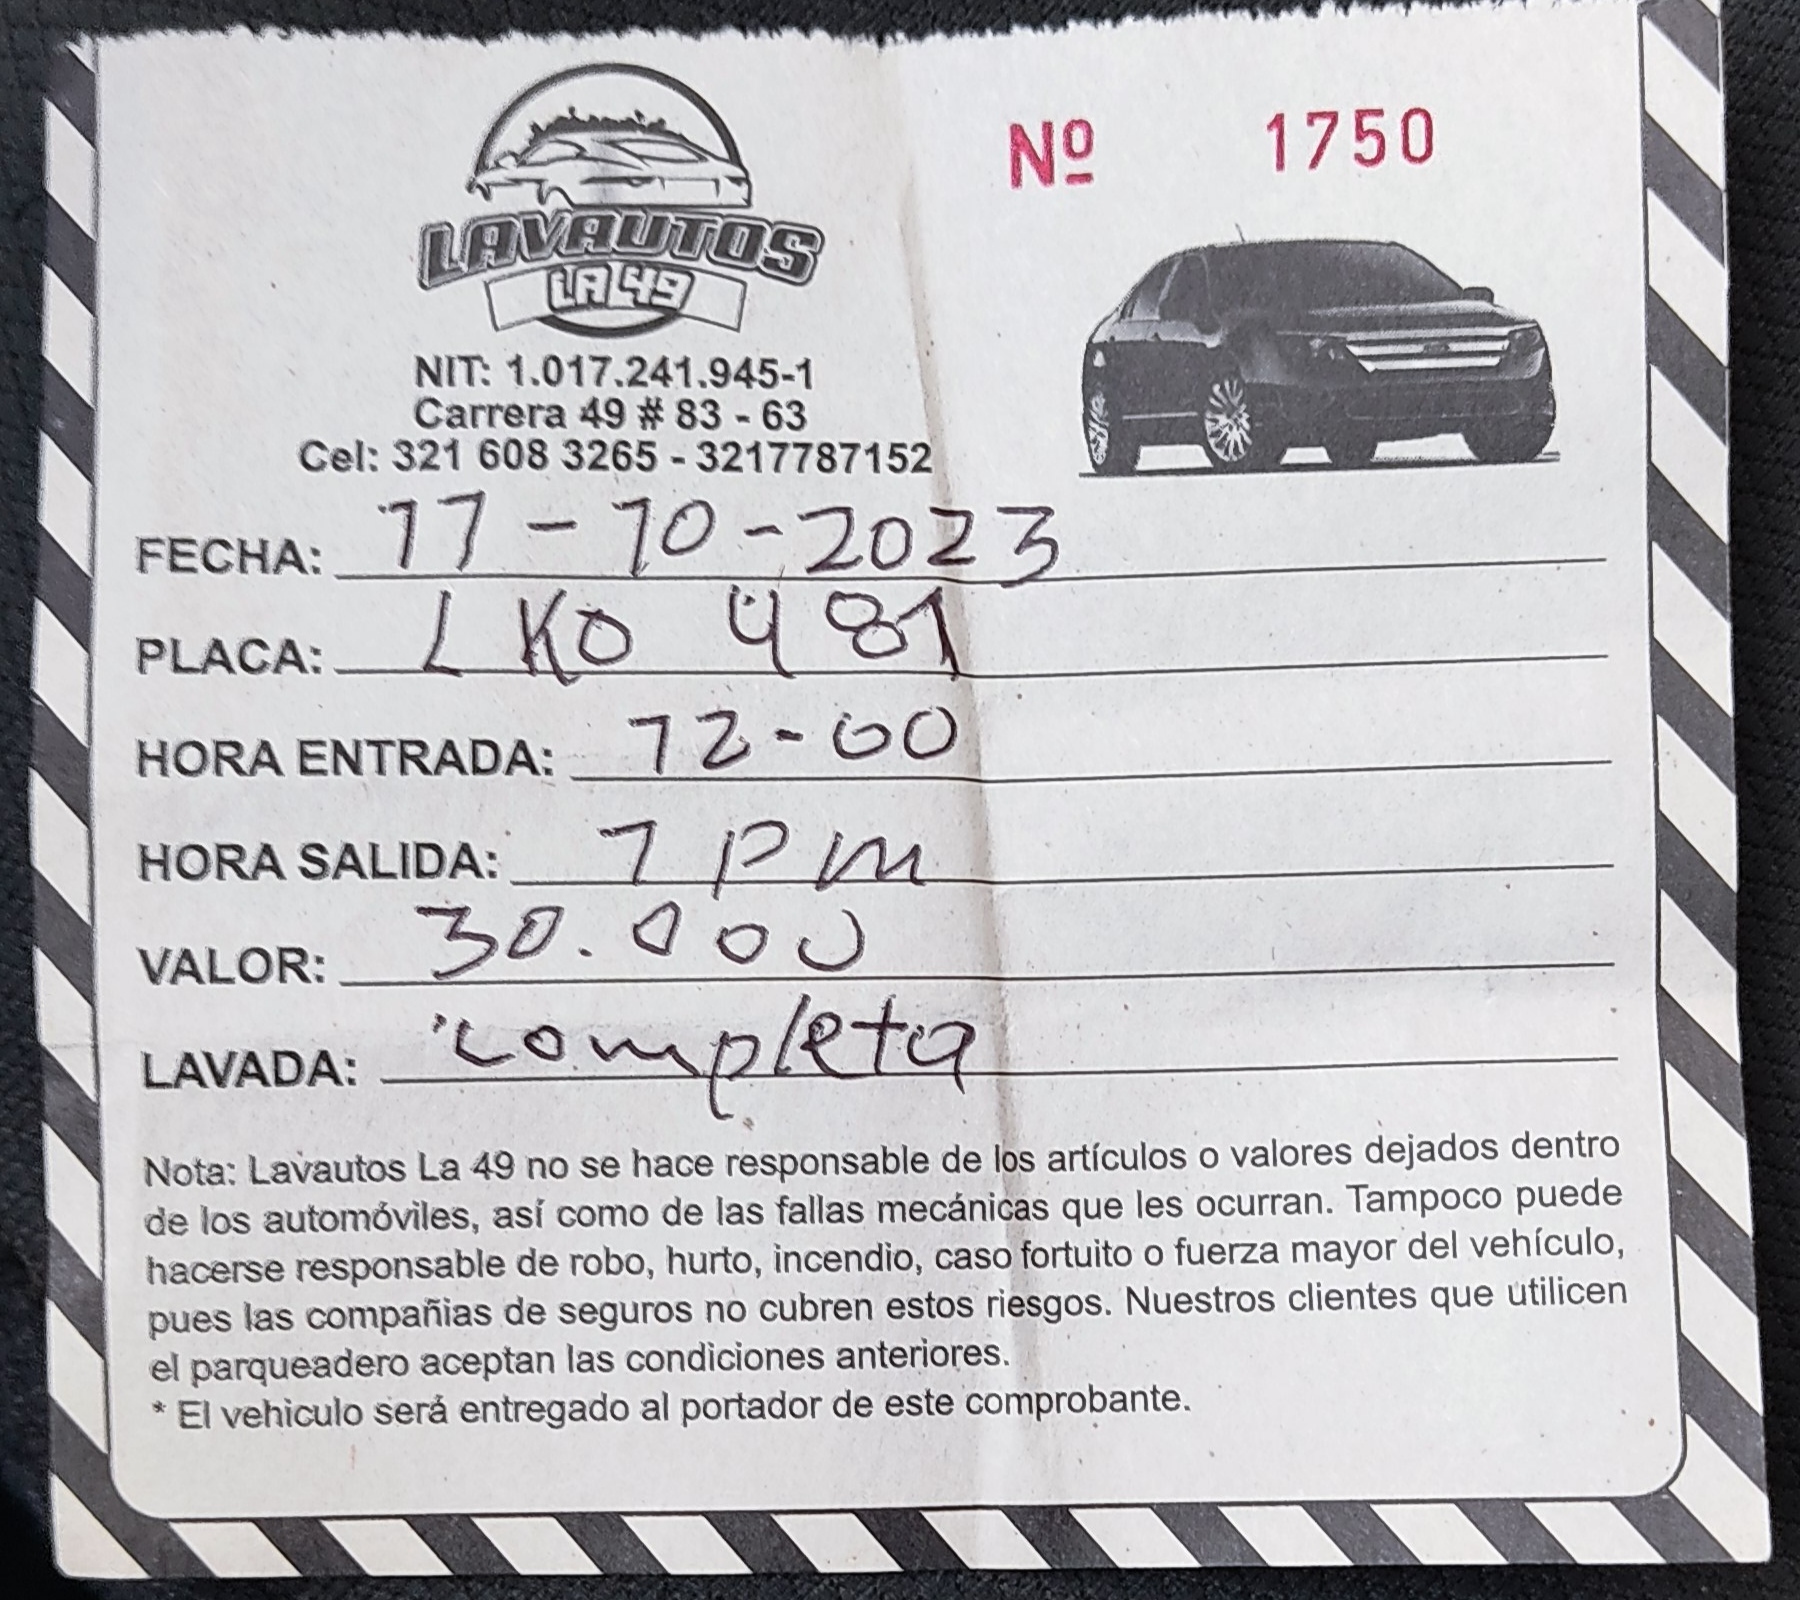 LAVAUTOS
LA 49
Nº 1750
NIT: 1.017.241.945-1
Carrera 49 # 83 - 63
Cel: 321 608 3265 - 3217787152
FECHA: 17-10-2023
PLACA: LKO 481
HORA ENTRADA: 12-00
HORA SALIDA: 1 pm
VALOR: 30.000
LAVADA: completa
Nota: Lavautos La 49 no se hace responsable de los artículos o valores dejados dentro
de los automóviles, así como de las fallas mecánicas que les ocurran. Tampoco puede
hacerse responsable de robo, hurto, incendio, caso fortuito o fuerza mayor del vehículo,
pues las compañias de seguros no cubren estos riesgos. Nuestros clientes que utilicen
el parqueadero aceptan las condiciones anteriores.
* El vehiculo será entregado al portador de este comprobante.